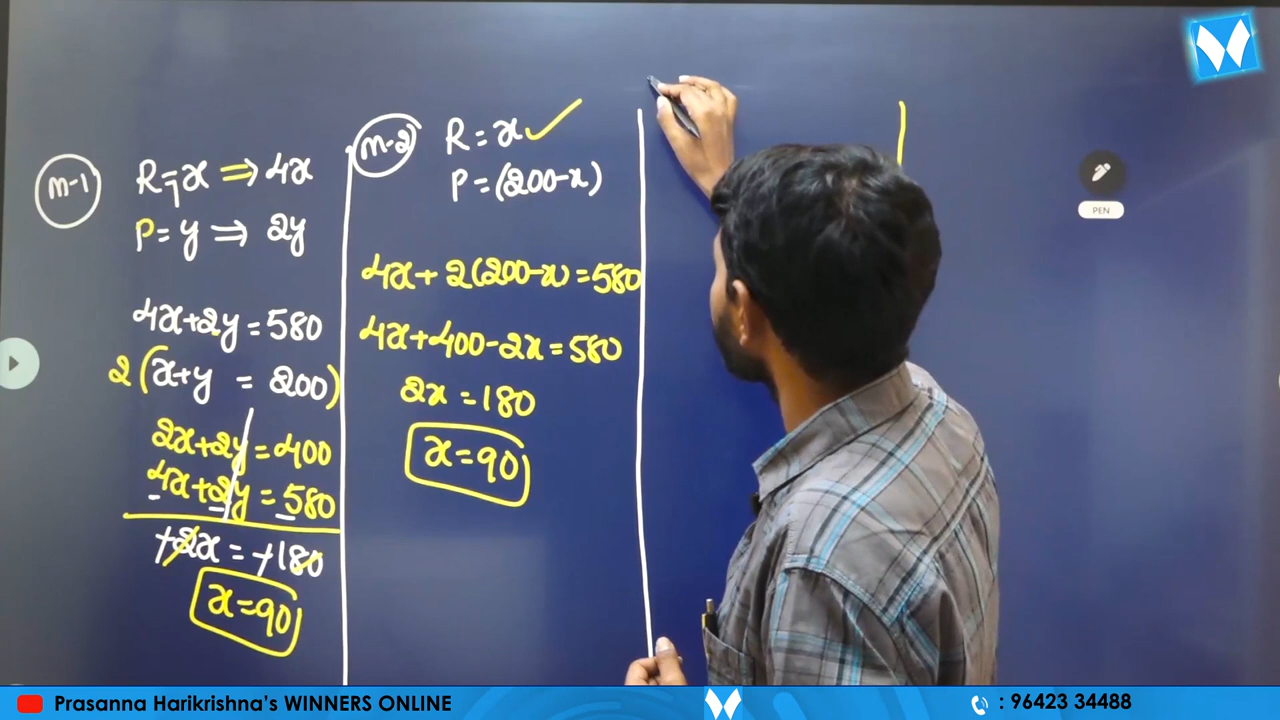 m-1
R=x ⇒ 4x
P=y ⇒ 2y
4x+2y=580
2(x+y = 200)
2x+2y=400
4x+2y=580
- - -
+2x=+180
x=90
m-2
R=x ✓
P=(200-x)
4x+2(200-x)=580
4x+400-2x=580
2x=180
x=90
PEN
Prasanna Harikrishna's WINNERS ONLINE
: 96423 34488